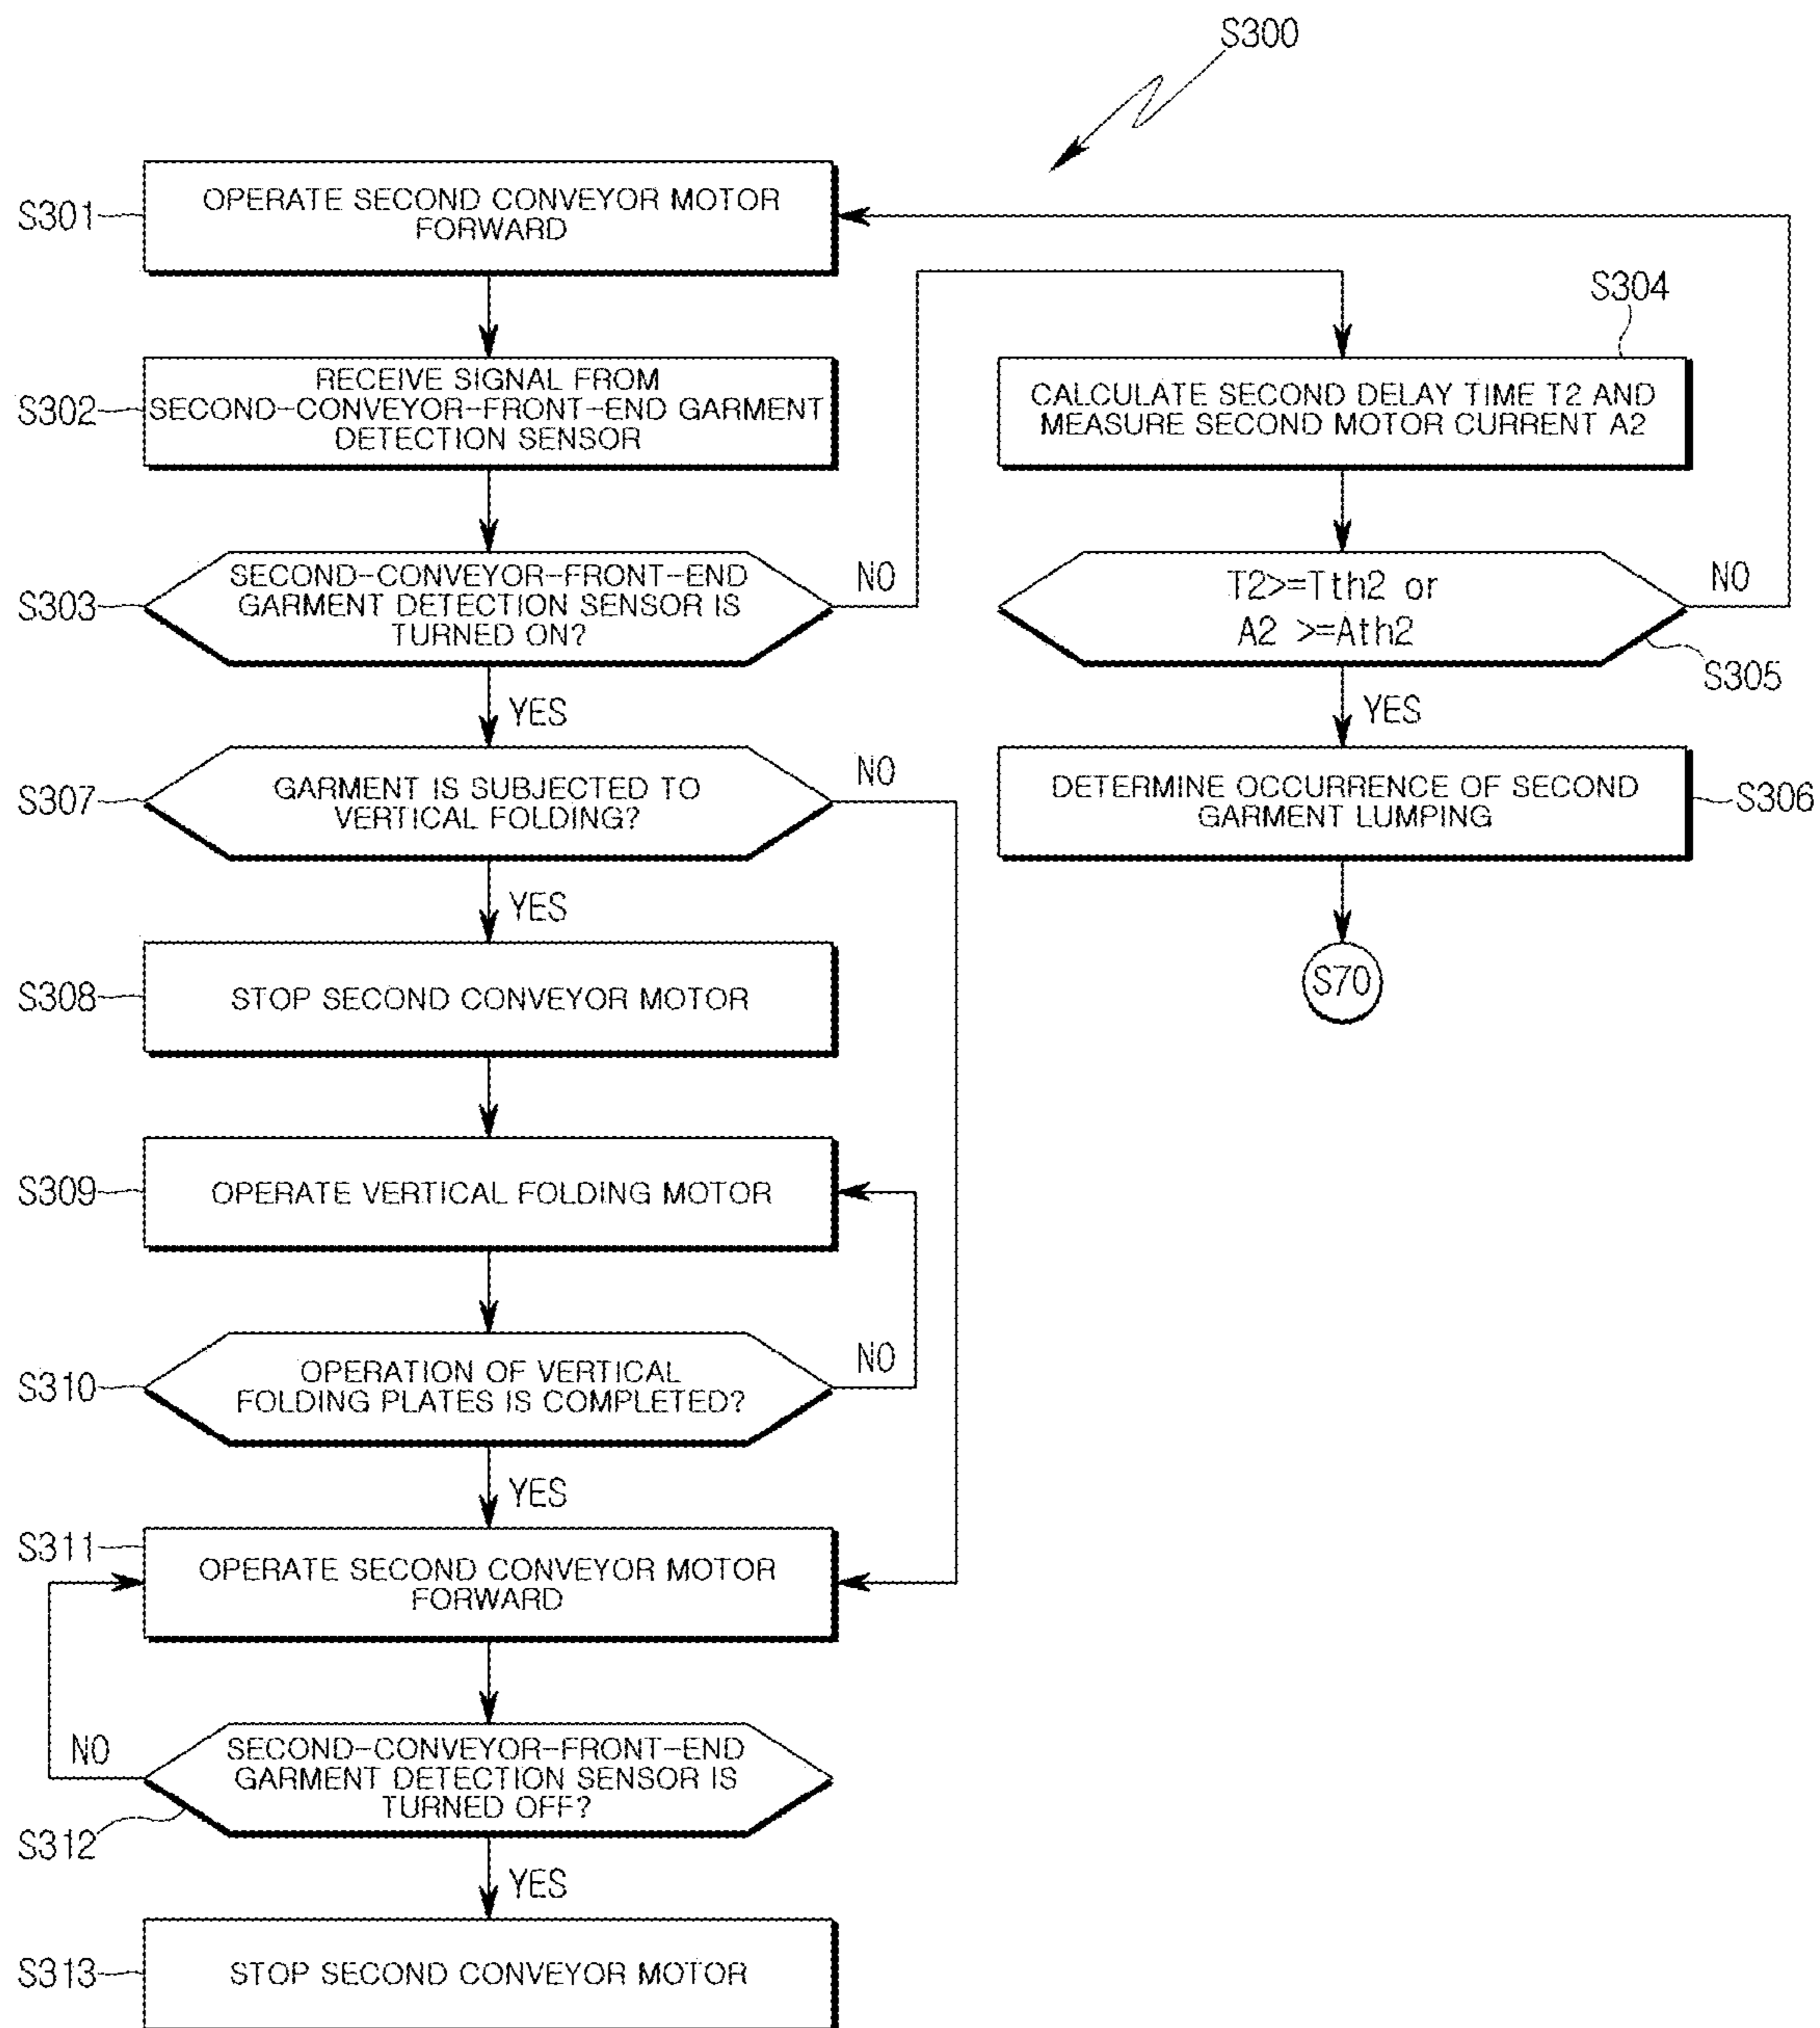 S300
S301
OPERATE SECOND CONVEYOR MOTOR
FORWARD
S302
RECEIVE SIGNAL FROM
SECOND-CONVEYOR-FRONT-END GARMENT
DETECTION SENSOR
S303
SECOND-CONVEYOR-FRONT-END
GARMENT DETECTION SENSOR IS
TURNED ON?
NO
YES
S304
CALCULATE SECOND DELAY TIME T2 AND
MEASURE SECOND MOTOR CURRENT A2
T2>=Tth2 or
A2 >=Ath2
NO
S305
YES
DETERMINE OCCURRENCE OF SECOND
GARMENT LUMPING
S306
S70
S307
GARMENT IS SUBJECTED TO
VERTICAL FOLDING?
NO
YES
S308
STOP SECOND CONVEYOR MOTOR
S309
OPERATE VERTICAL FOLDING MOTOR
S310
OPERATION OF VERTICAL
FOLDING PLATES IS COMPLETED?
NO
YES
S311
OPERATE SECOND CONVEYOR MOTOR
FORWARD
NO
SECOND-CONVEYOR-FRONT-END
GARMENT DETECTION SENSOR IS
TURNED OFF?
S312
YES
S313
STOP SECOND CONVEYOR MOTOR